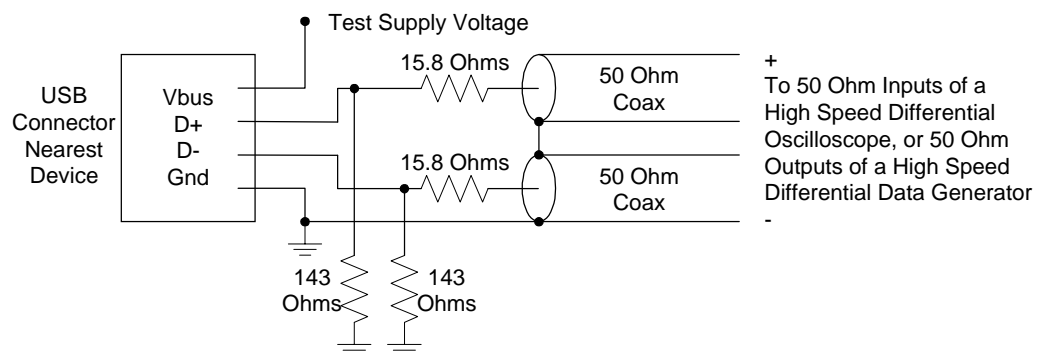 Test Supply Voltage
15.8 Ohms
USB
Connector
Nearest
Device
Vbus
D+
D-
Gnd
50 Ohm
Coax
15.8 Ohms
50 Ohm
Coax
+
To 50 Ohm Inputs of a
High Speed Differential
Oscilloscope, or 50 Ohm
Outputs of a High Speed
Differential Data Generator
-
143
Ohms
143
Ohms